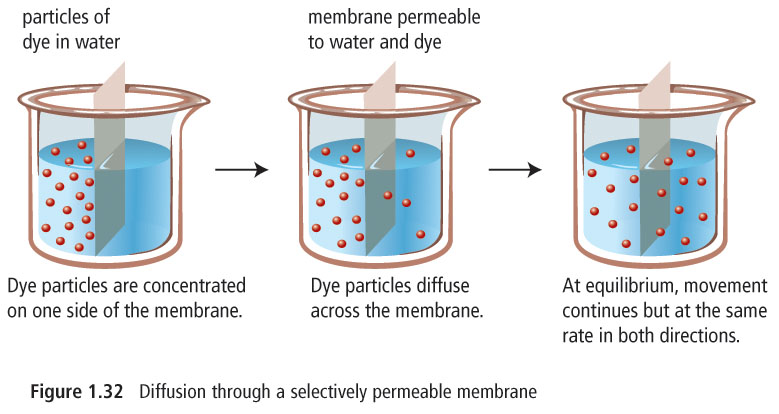 particles of
dye in water
membrane permeable
to water and dye
Dye particles are concentrated
on one side of the membrane.
Dye particles diffuse
across the membrane.
At equilibrium, movement
continues but at the same
rate in both directions.
Figure 1.32 Diffusion through a selectively permeable membrane